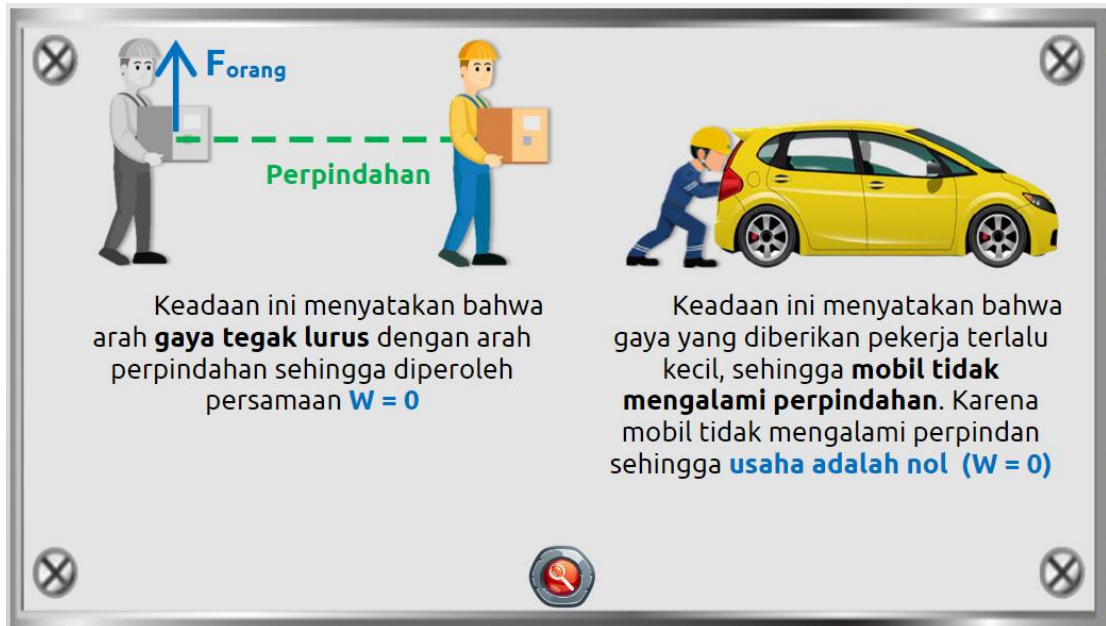 Forang
Perpindahan
Keadaan ini menyatakan bahwa
arah gaya tegak lurus dengan arah
perpindahan sehingga diperoleh
persamaan W = 0
Keadaan ini menyatakan bahwa
gaya yang diberikan pekerja terlalu
kecil, sehingga mobil tidak
mengalami perpindahan. Karena
mobil tidak mengalami perpindan
sehingga usaha adalah nol (W = 0)